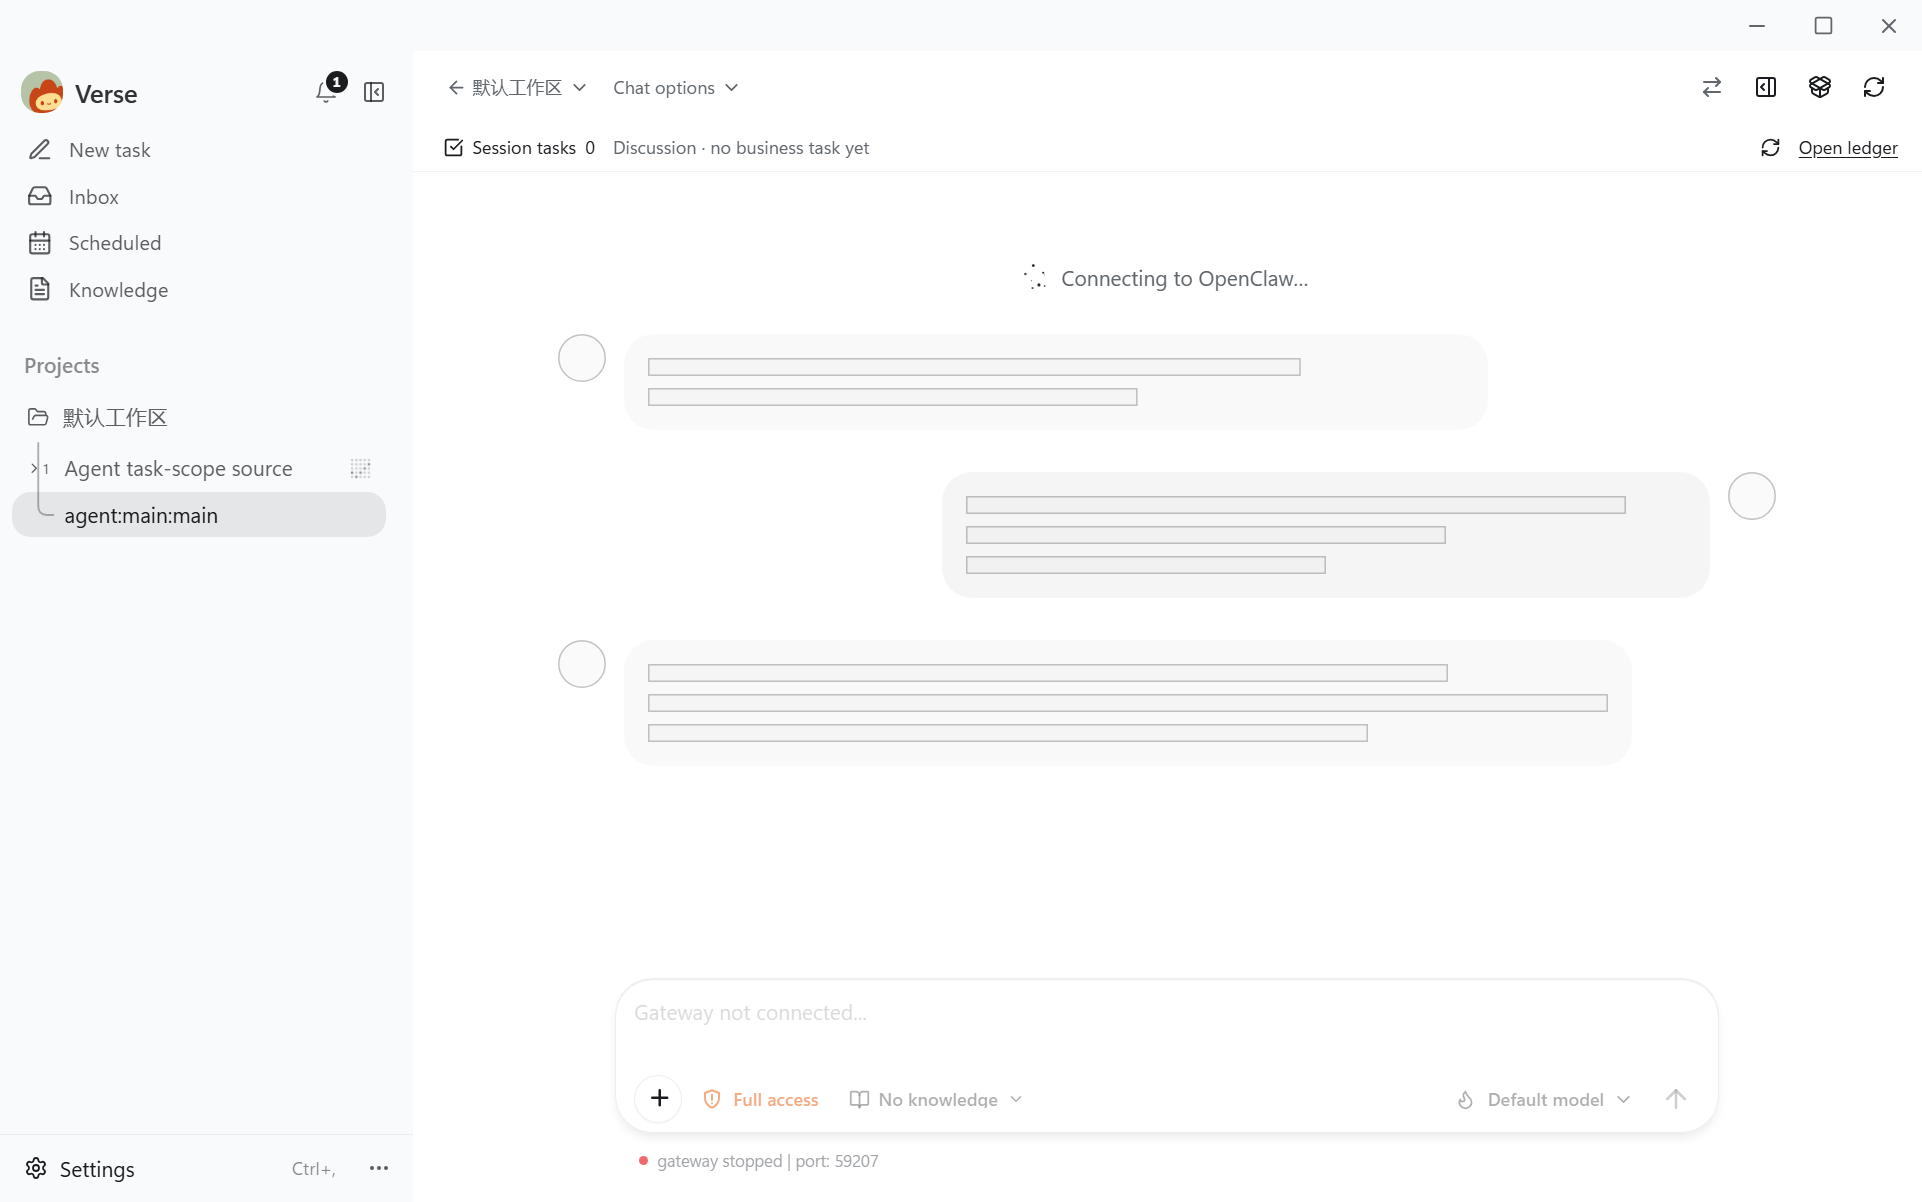 Verse
1
New task
Inbox
Scheduled
Knowledge
Projects
默认工作区
1 Agent task-scope source
agent:main:main
Settings Ctrl+,
默认工作区 Chat options
Session tasks 0 Discussion · no business task yet Open ledger
Connecting to OpenClaw...
Gateway not connected...
Full access No knowledge Default model
gateway stopped | port: 59207